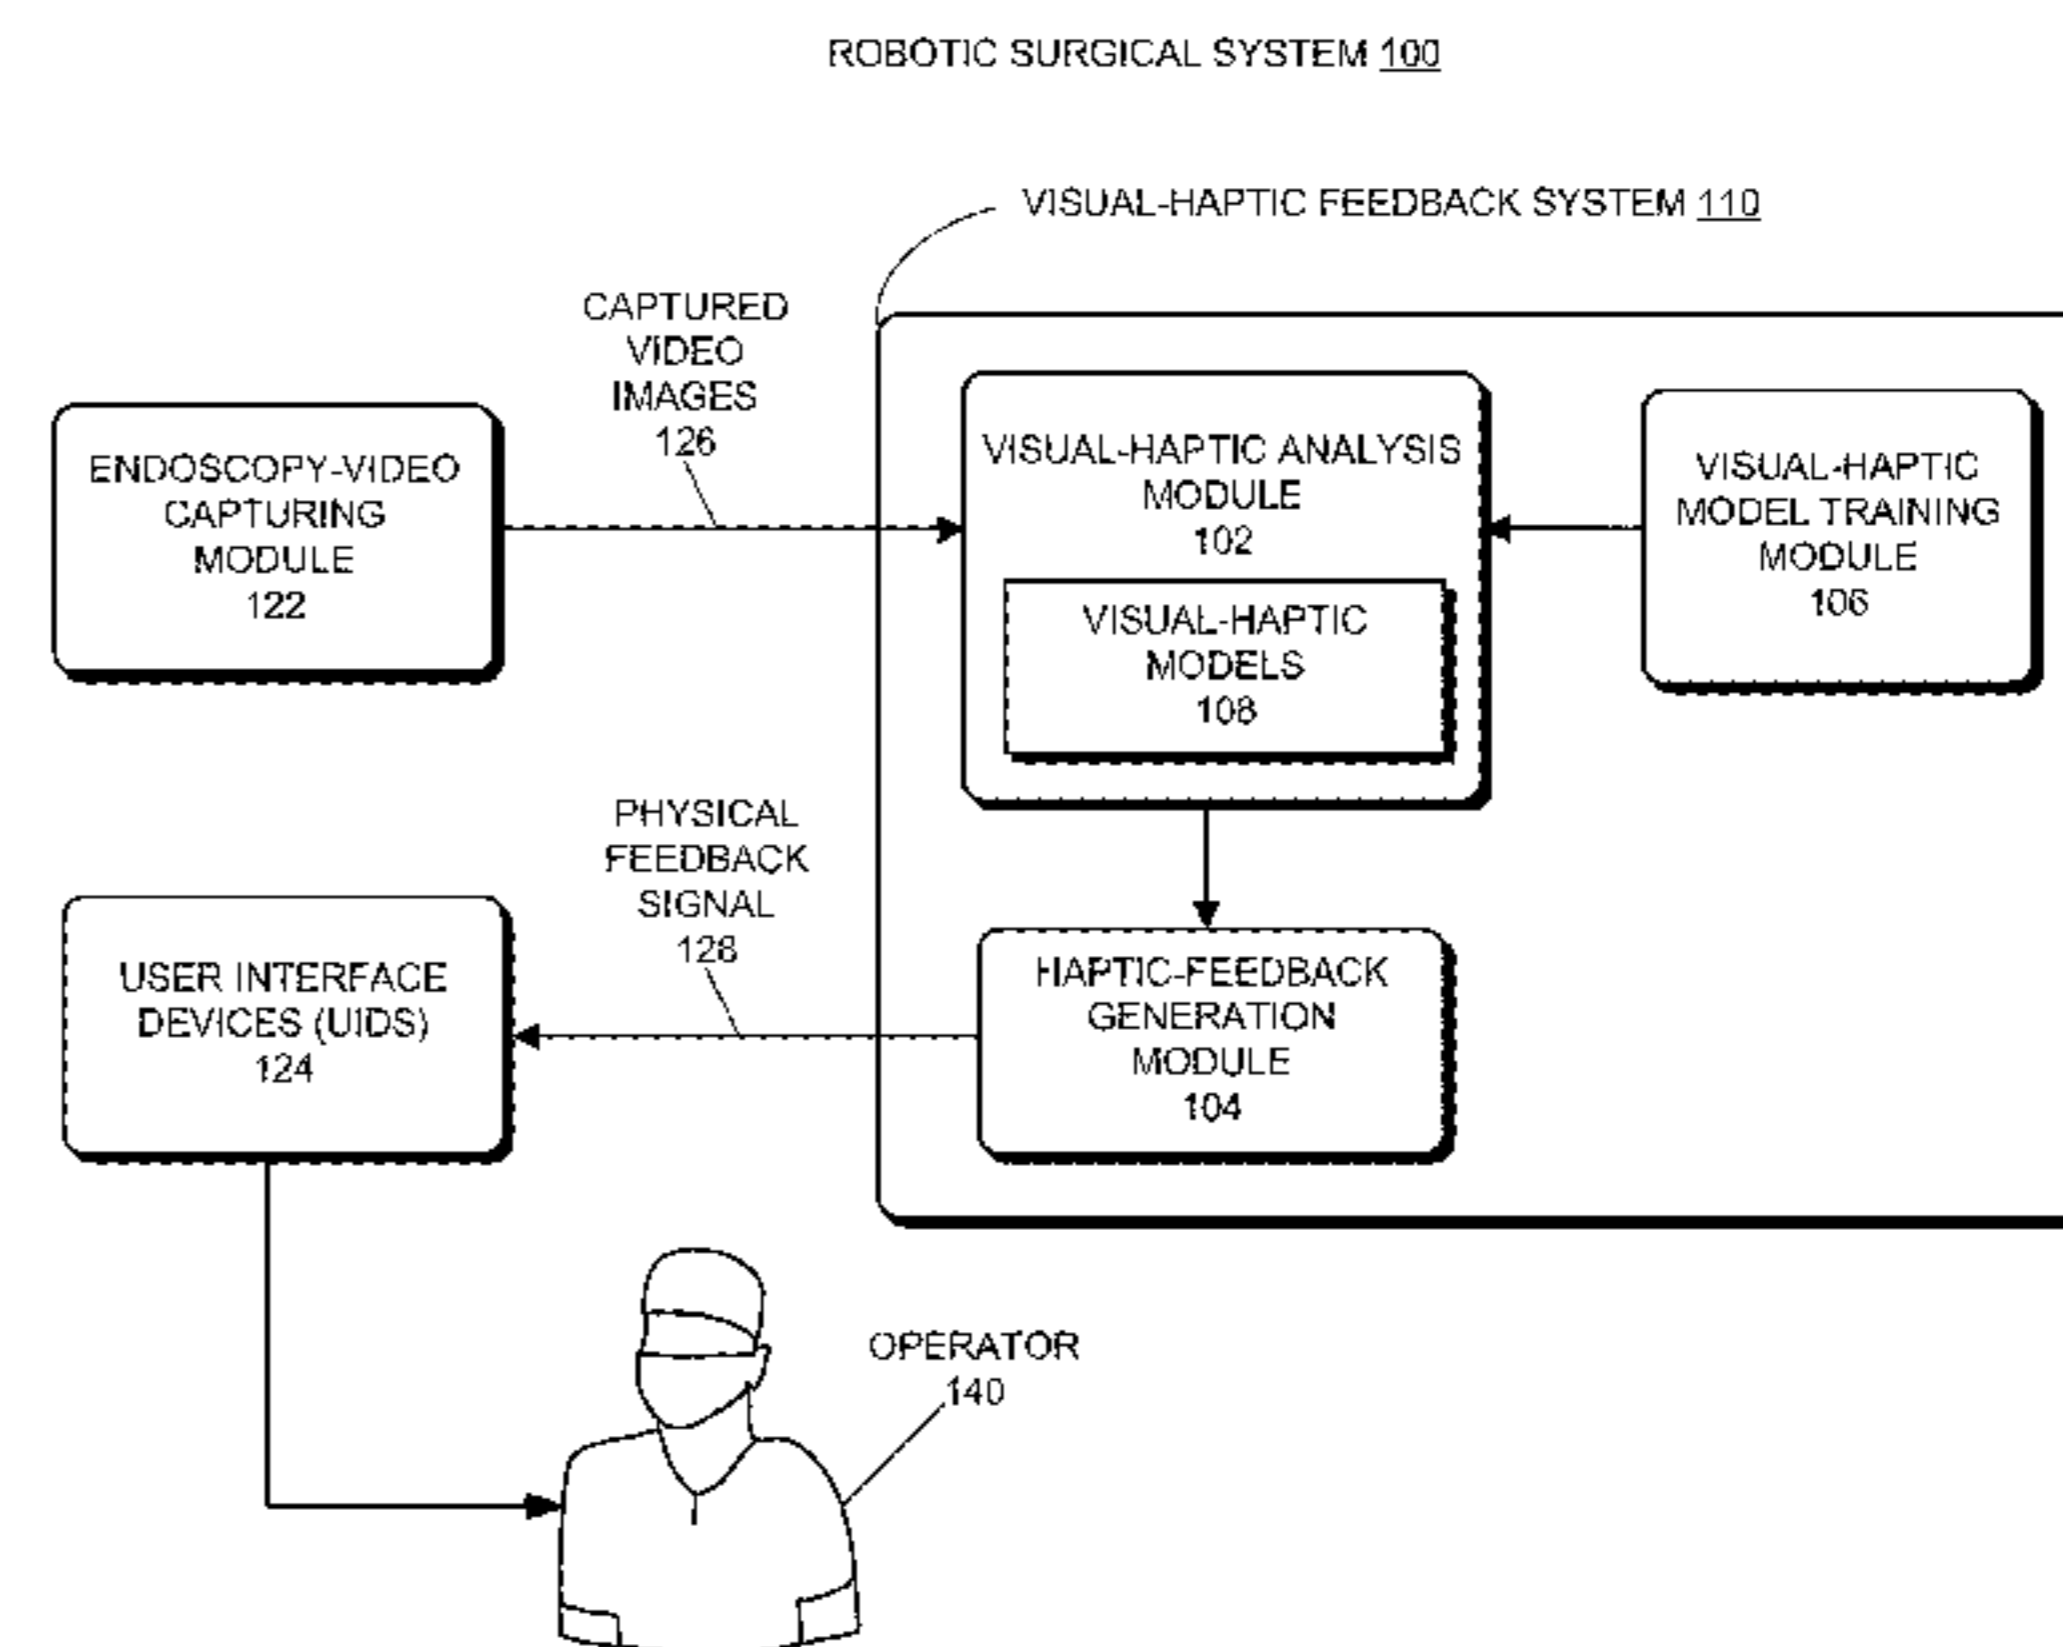 ROBOTIC SURGICAL SYSTEM 100
VISUAL-HAPTIC FEEDBACK SYSTEM 110
CAPTURED
VIDEO
IMAGES
126
ENDOSCOPY-VIDEO
CAPTURING
MODULE
122
VISUAL-HAPTIC ANALYSIS
MODULE
102
VISUAL-HAPTIC
MODELS
108
VISUAL-HAPTIC
MODEL TRAINING
MODULE
106
PHYSICAL
FEEDBACK
SIGNAL
128
USER INTERFACE
DEVICES (UIDS)
124
HAPTIC-FEEDBACK
GENERATION
MODULE
104
OPERATOR
140